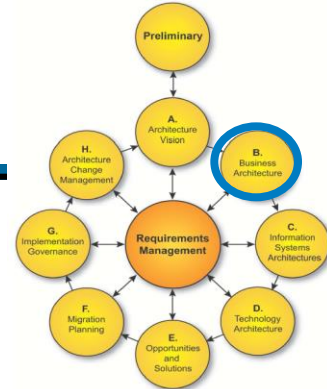 Preliminary
A.
Architecture
Vision
B.
Business
Architecture
C.
Information
Systems
Architectures
D.
Technology
Architecture
E.
Opportunities
and
Solutions
F.
Migration
Planning
G.
Implementation
Governance
H.
Architecture
Change
Management
Requirements
Management